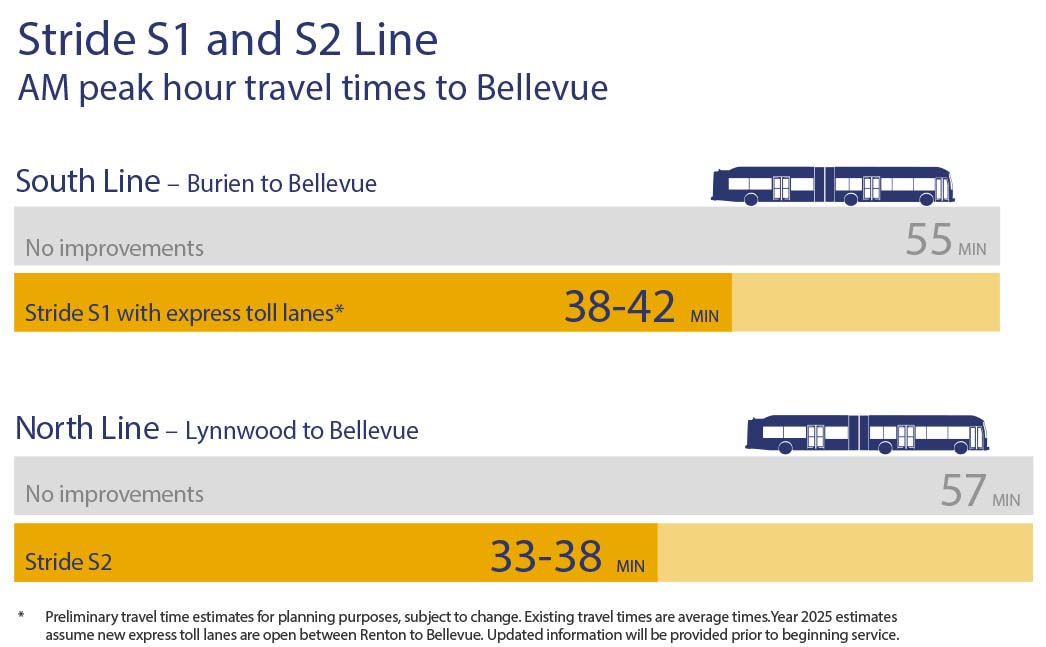 Stride S1 and S2 Line
AM peak hour travel times to Bellevue
South Line – Burien to Bellevue
No improvements 55 MIN
Stride S1 with express toll lanes* 38-42 MIN
North Line – Lynnwood to Bellevue
No improvements 57 MIN
Stride S2 33-38 MIN
* Preliminary travel time estimates for planning purposes, subject to change. Existing travel times are average times.Year 2025 estimates
assume new express toll lanes are open between Renton to Bellevue. Updated information will be provided prior to beginning service.